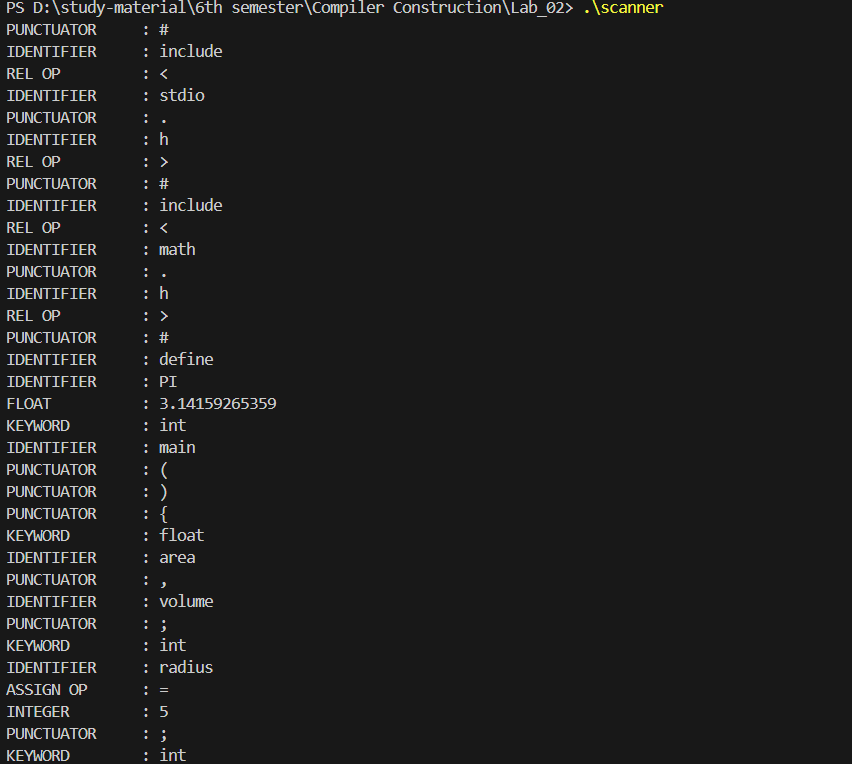 PS D:\study-material\6th semester\Compiler Construction\Lab_02> .\scanner
PUNCTUATOR     : #
IDENTIFIER     : include
REL OP         : <
IDENTIFIER     : stdio
PUNCTUATOR     : .
IDENTIFIER     : h
REL OP         : >
PUNCTUATOR     : #
IDENTIFIER     : include
REL OP         : <
IDENTIFIER     : math
PUNCTUATOR     : .
IDENTIFIER     : h
REL OP         : >
PUNCTUATOR     : #
IDENTIFIER     : define
IDENTIFIER     : PI
FLOAT          : 3.14159265359
KEYWORD        : int
IDENTIFIER     : main
PUNCTUATOR     : (
PUNCTUATOR     : )
PUNCTUATOR     : {
KEYWORD        : float
IDENTIFIER     : area
PUNCTUATOR     : ,
IDENTIFIER     : volume
PUNCTUATOR     : ;
KEYWORD        : int
IDENTIFIER     : radius
ASSIGN OP      : =
INTEGER        : 5
PUNCTUATOR     : ;
KEYWORD        : int